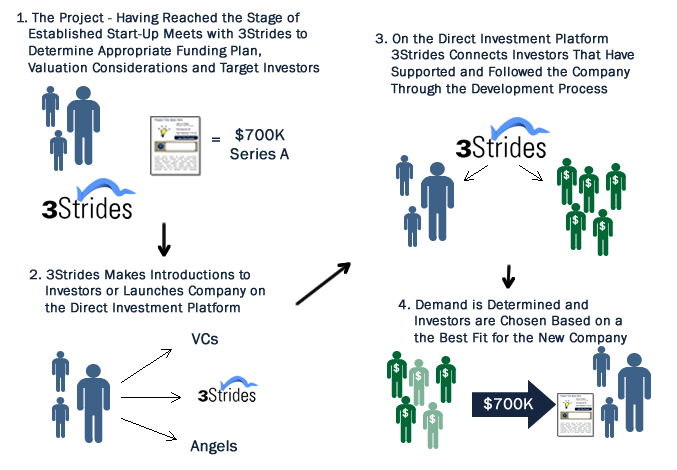 1. The Project - Having Reached the Stage of
Established Start-Up Meets with 3Strides to
Determine Appropriate Funding Plan,
Valuation Considerations and Target Investors
= $700K
Series A
3Strides
2. 3Strides Makes Introductions to
Investors or Launches Company on
the Direct Investment Platform
VCs
3Strides
Angels
3. On the Direct Investment Platform
3Strides Connects Investors That Have
Supported and Followed the Company
Through the Development Process
3Strides
$
$
$
$
$
4. Demand is Determined and
Investors are Chosen Based on a
the Best Fit for the New Company
$
$
$
$
$
$700K